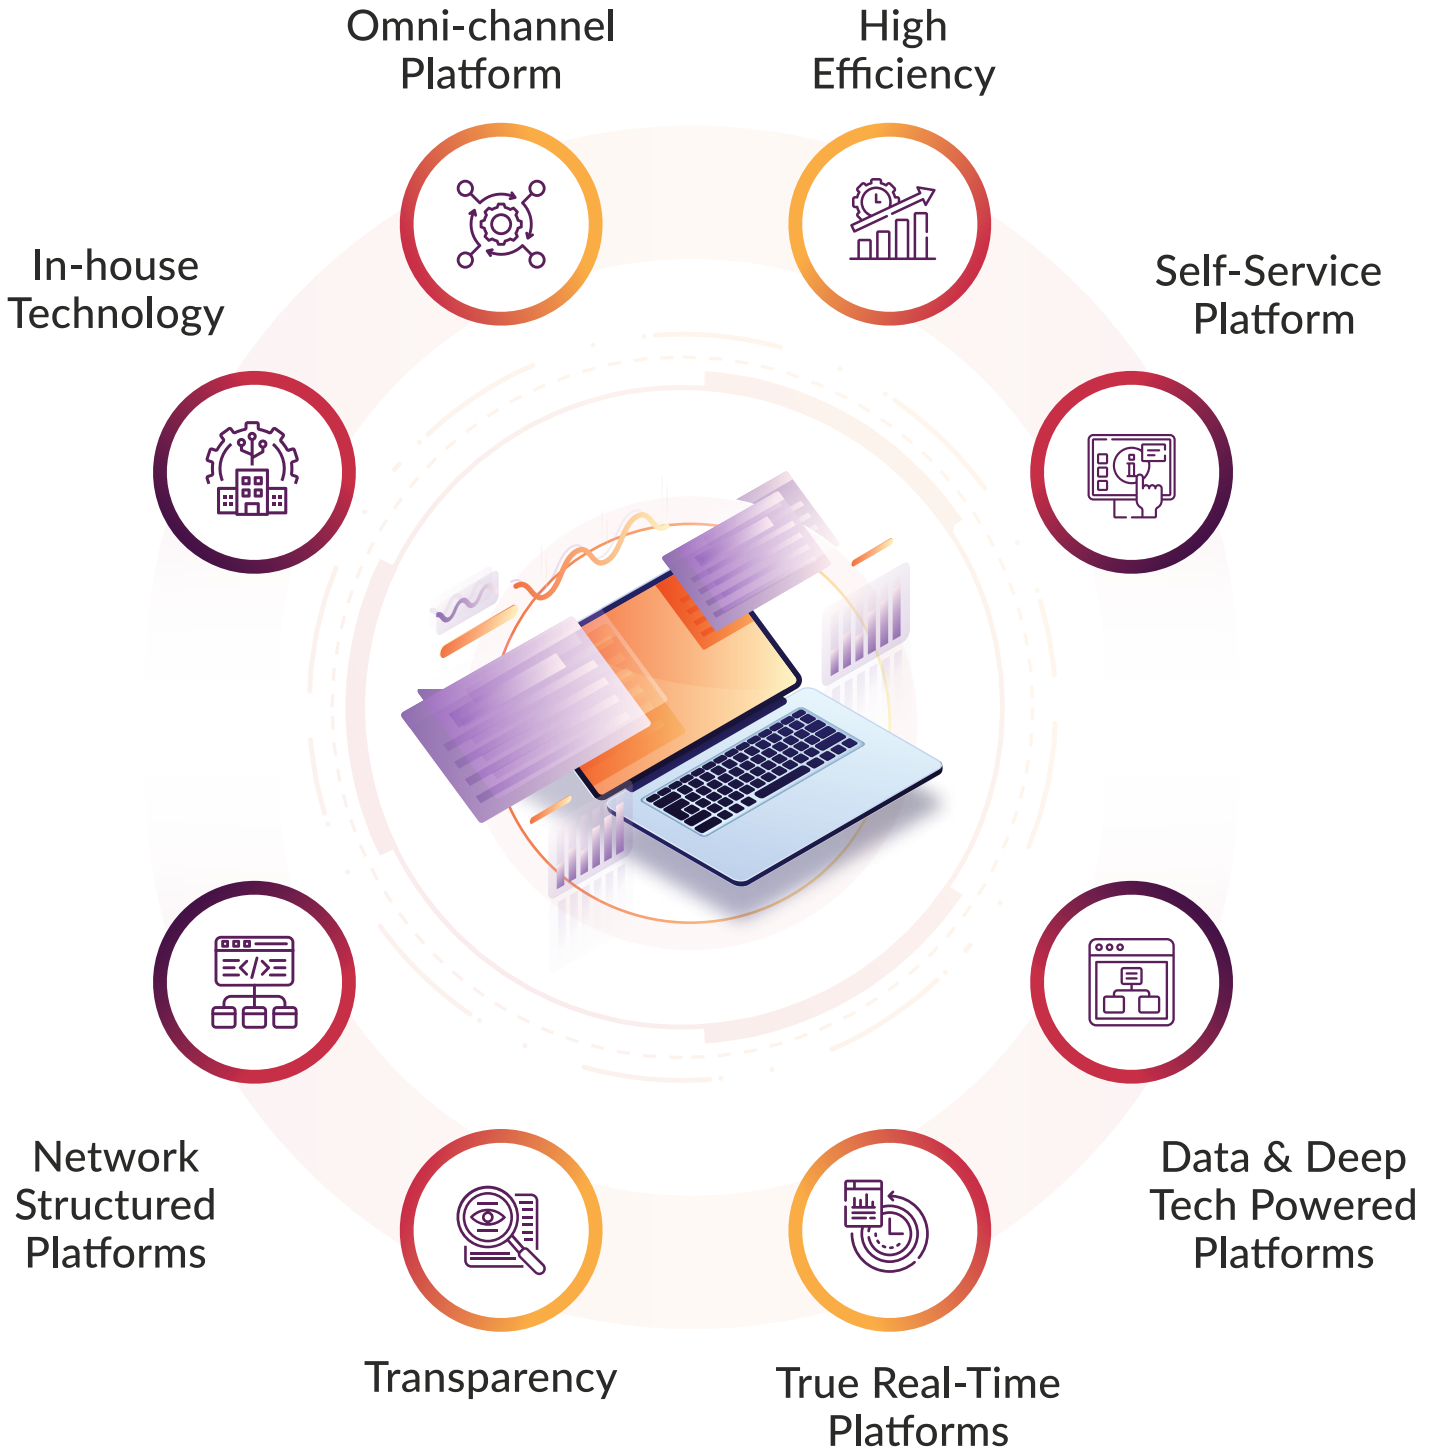 Omni-channel
Platform
High
Efficiency
In-house
Technology
Self-Service
Platform
Network
Structured
Platforms
Data & Deep
Tech Powered
Platforms
Transparency
True Real-Time
Platforms